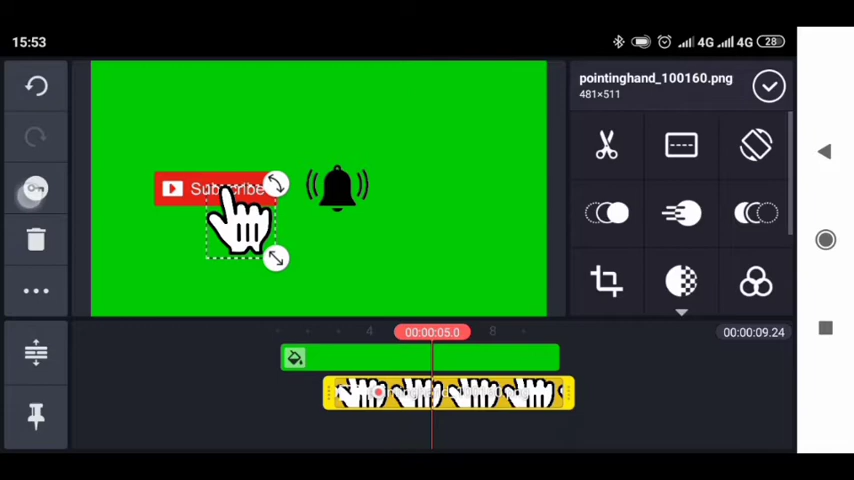 15:53
4G 4G 28
pointinghand_100160.png
481×511
Subscribe
4 00:00:05.0 8 00:00:09.24